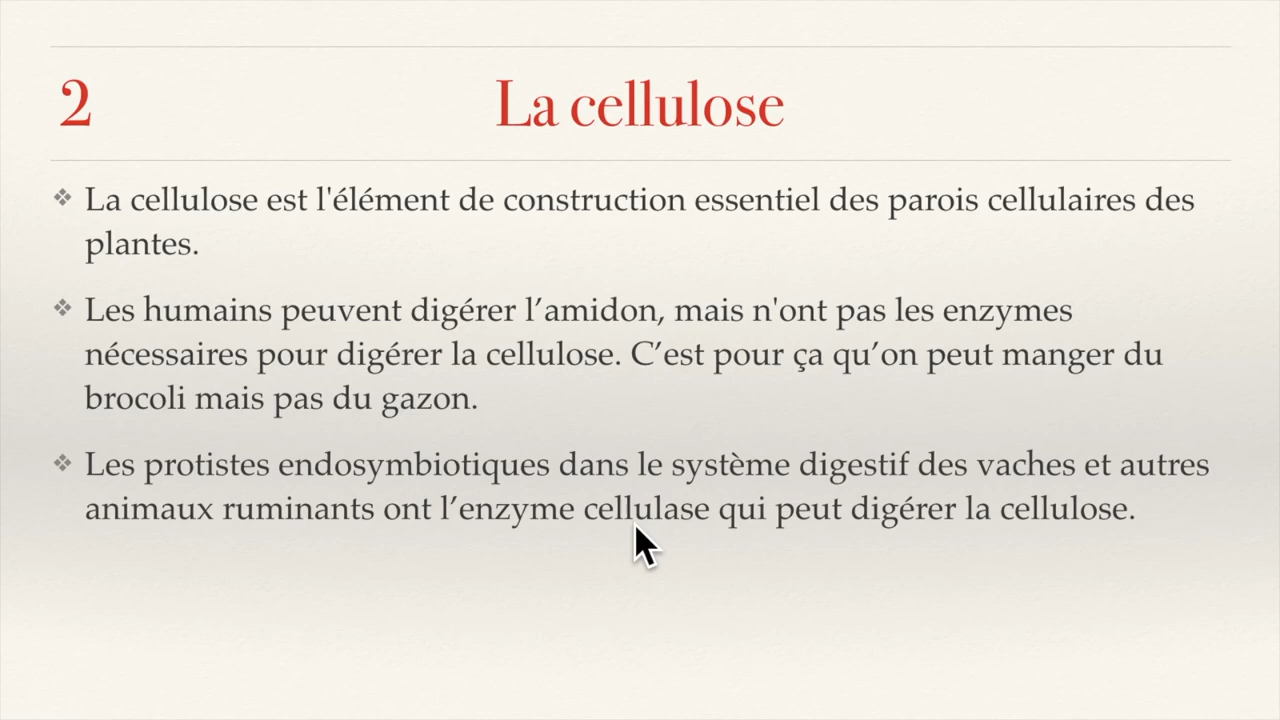 2
La cellulose
❖ La cellulose est l'élément de construction essentiel des parois cellulaires des
plantes.
❖ Les humains peuvent digérer l’amidon, mais n'ont pas les enzymes
nécessaires pour digérer la cellulose. C’est pour ça qu’on peut manger du
brocoli mais pas du gazon.
❖ Les protistes endosymbiotiques dans le système digestif des vaches et autres
animaux ruminants ont l’enzyme cellulase qui peut digérer la cellulose.